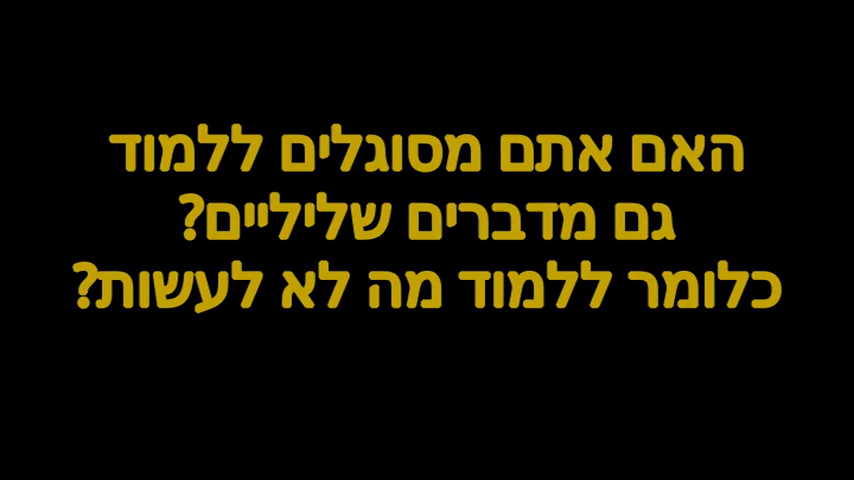 האם אתם מסוגלים ללמוד
גם מדברים שליליים?
כלומר ללמוד מה לא לעשות?